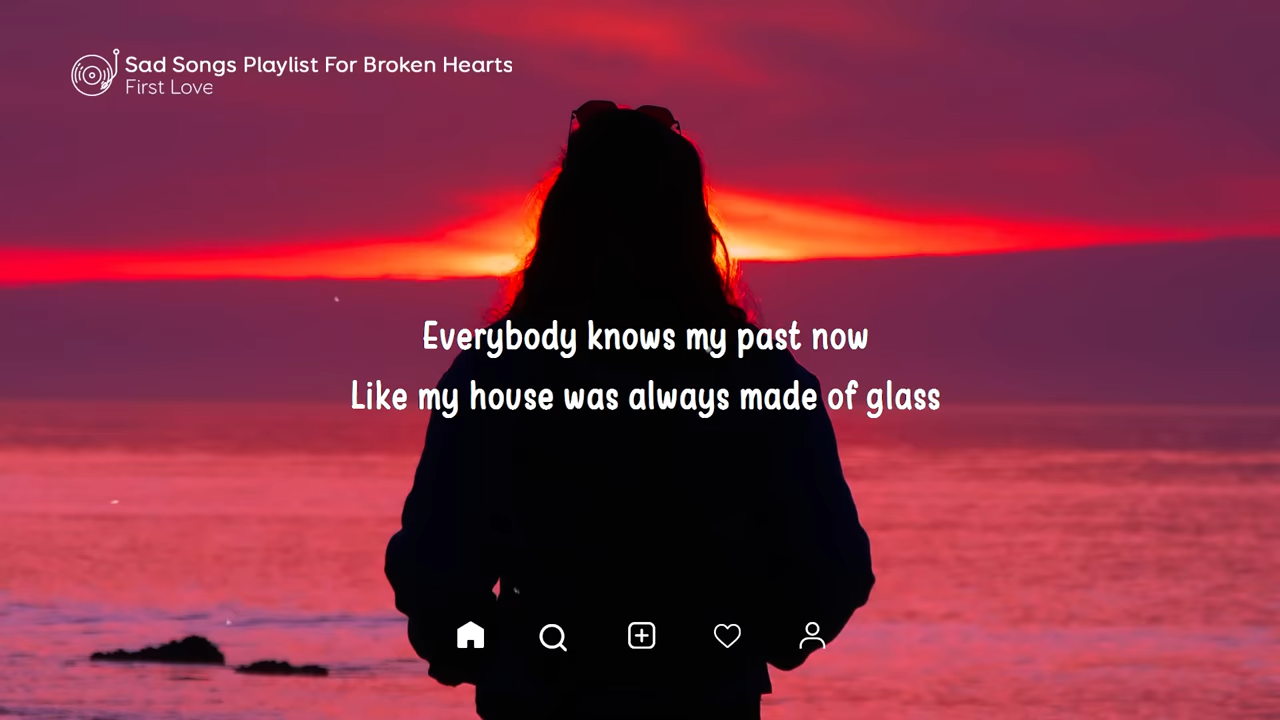 Sad Songs Playlist For Broken Hearts
First Love
Everybody knows my past now
Like my house was always made of glass